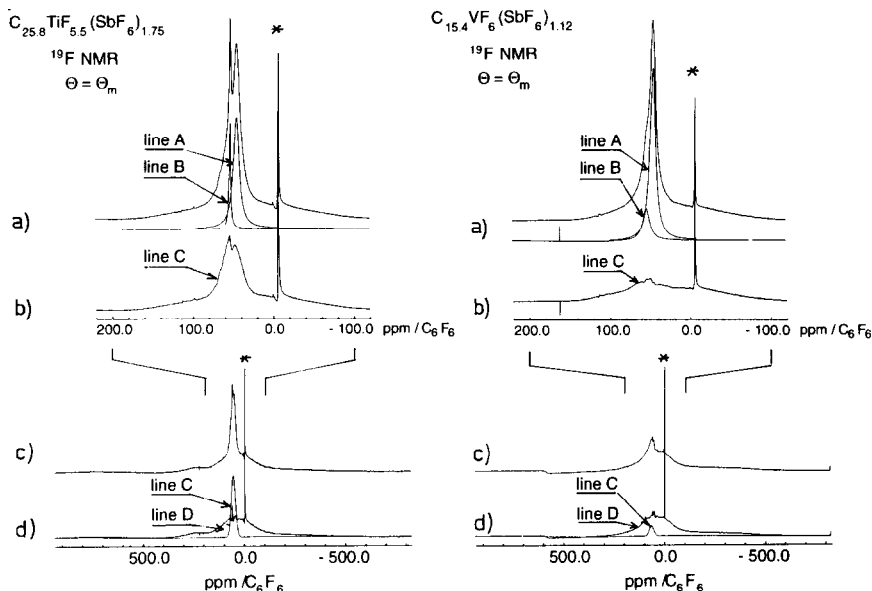 C25.8TiF5.5(SbF6)1.75
19F NMR
Θ = Θm
*
line A
line B
a)
line C
b)
200.0 100.0 0.0 - 100.0 ppm / C6F6
*
c)
line C
line D
d)
500.0 0.0 - 500.0
ppm /C6F6
C15.4VF6(SbF6)1.12
19F NMR
Θ = Θm
*
line A
line B
a)
line C
b)
200.0 100.0 0.0 - 100.0 ppm / C6F6
*
c)
line C
line D
d)
500.0 0.0 - 500.0
ppm /C6F6